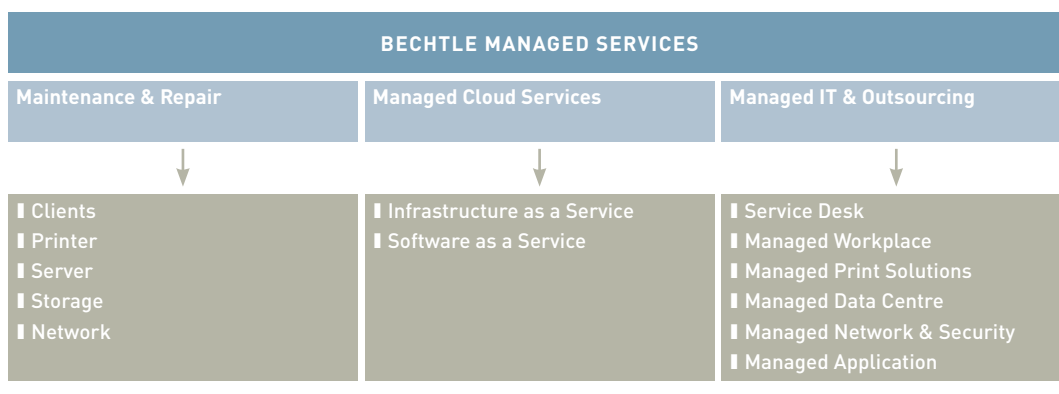 BECHTLE MANAGED SERVICES
Maintenance & Repair
Managed Cloud Services
Managed IT & Outsourcing
Clients
Printer
Server
Storage
Network
Infrastructure as a Service
Software as a Service
Service Desk
Managed Workplace
Managed Print Solutions
Managed Data Centre
Managed Network & Security
Managed Application